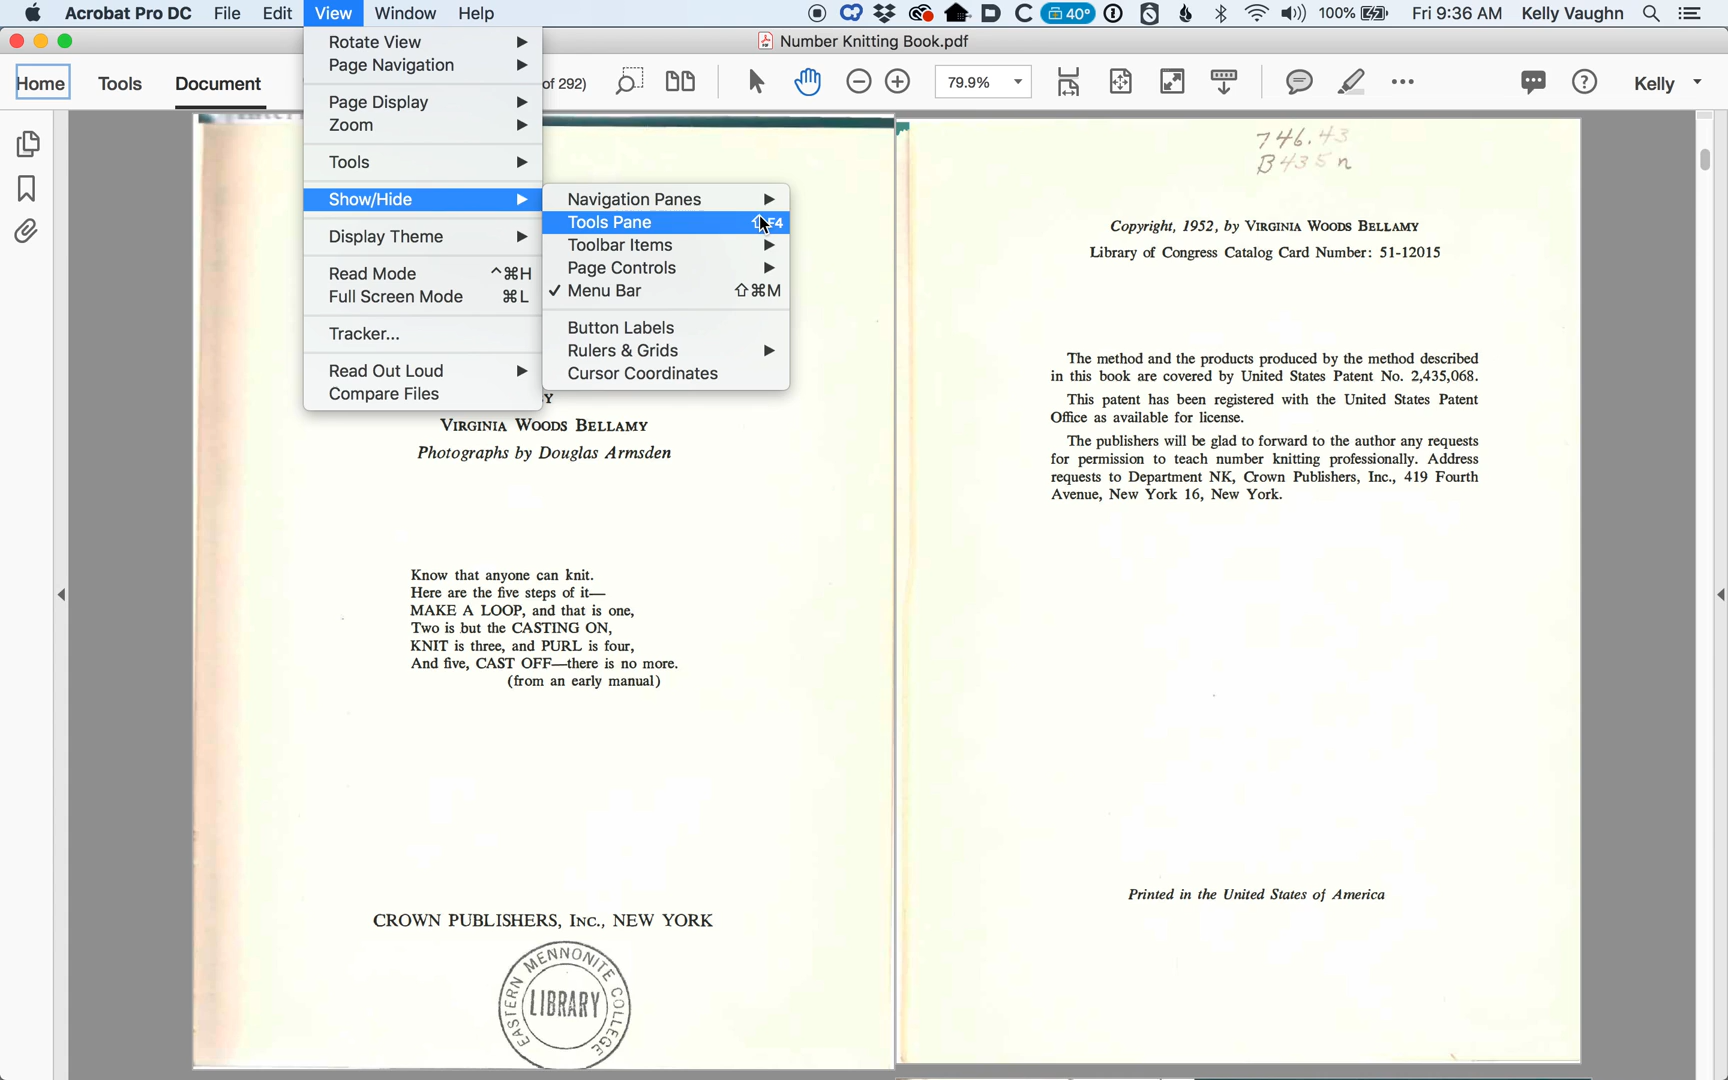 Acrobat Pro DC File Edit View Window Help 40° 100% Fri 9:36 AM Kelly Vaughn
Number Knitting Book.pdf
Home Tools Document of 292) 79.9% Kelly
Rotate View
Page Navigation
Page Display
Zoom
Tools
Show/Hide
Display Theme
Read Mode ^⌘H
Full Screen Mode ⌘L
Tracker...
Read Out Loud
Compare Files
Navigation Panes
Tools Pane F4
Toolbar Items
Page Controls
✓ Menu Bar ⇧⌘M
Button Labels
Rulers & Grids
Cursor Coordinates
Y
VIRGINIA WOODS BELLAMY
Photographs by Douglas Armsden
Know that anyone can knit.
Here are the five steps of it—
MAKE A LOOP, and that is one,
Two is but the CASTING ON,
KNIT is three, and PURL is four,
And five, CAST OFF—there is no more.
(from an early manual)
CROWN PUBLISHERS, INC., NEW YORK
EASTERN MENNONITE COLLEGE
LIBRARY
746.43
B435n
Copyright, 1952, by VIRGINIA WOODS BELLAMY
Library of Congress Catalog Card Number: 51-12015
The method and the products produced by the method described
in this book are covered by United States Patent No. 2,435,068.
This patent has been registered with the United States Patent
Office as available for license.
The publishers will be glad to forward to the author any requests
for permission to teach number knitting professionally. Address
requests to Department NK, Crown Publishers, Inc., 419 Fourth
Avenue, New York 16, New York.
Printed in the United States of America